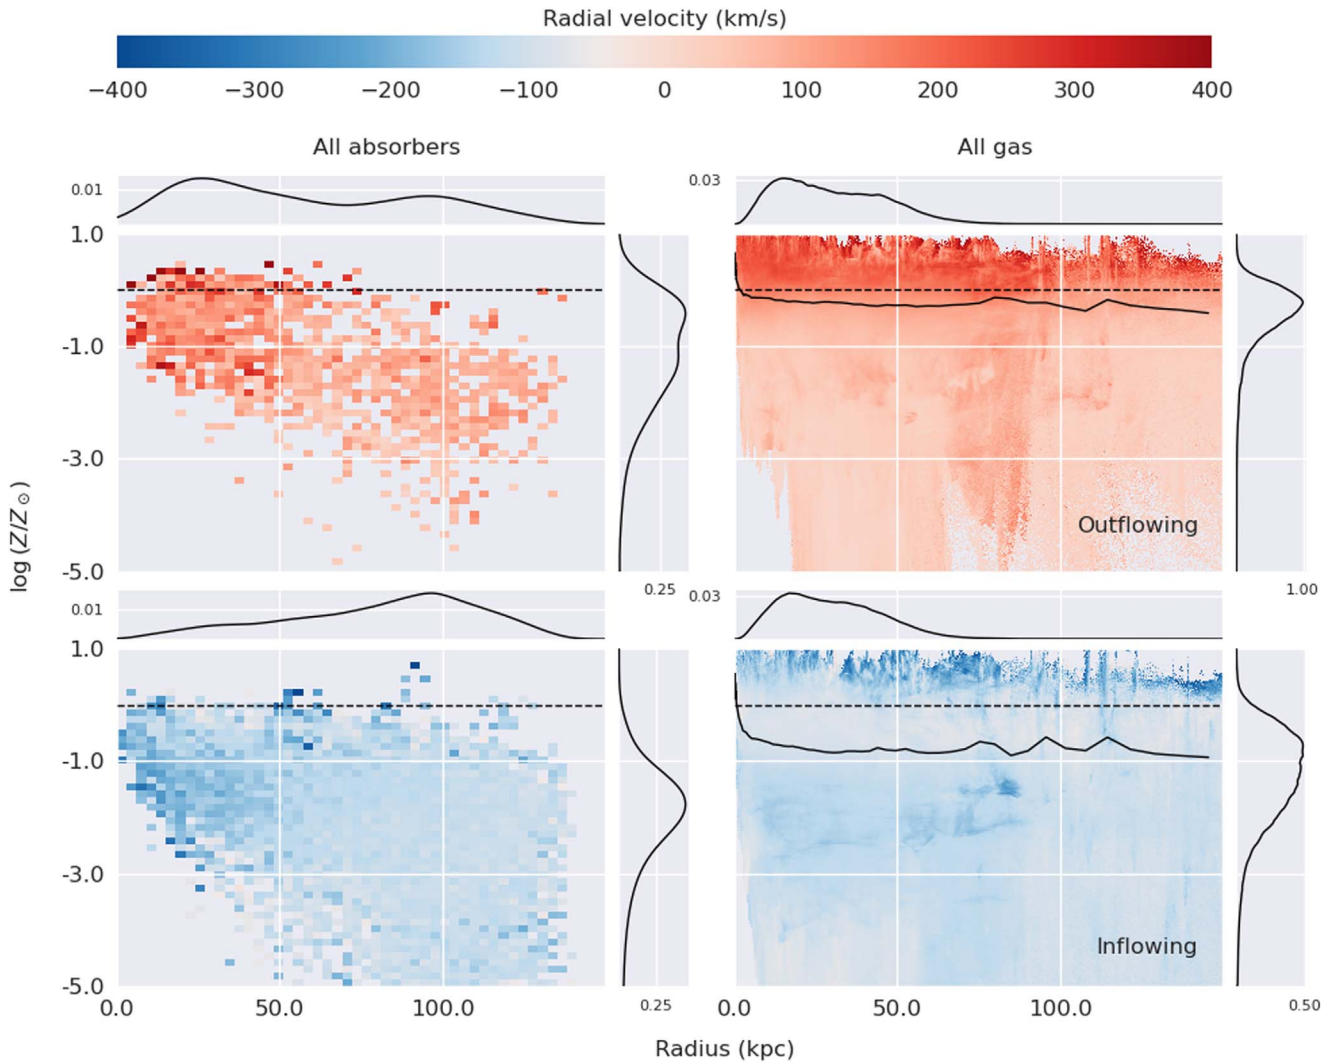 Radial velocity (km/s)
−400 −300 −200 −100 0 100 200 300 400
All absorbers All gas
0.01 0.03
1.0
-1.0
-3.0
-5.0
Outflowing
0.25 1.00
log (Z/Z⊙)
0.01 0.03
1.0
-1.0
-3.0
-5.0
Inflowing
0.0 50.0 100.0 0.25 0.0 50.0 100.0 0.50
Radius (kpc)